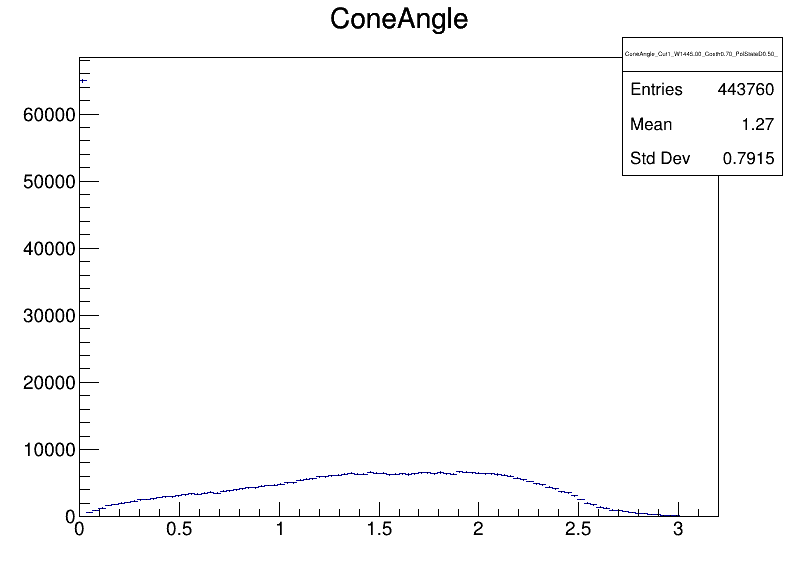 ConeAngle
ConeAngle_Cut1_W1445.00_Costh0.70_PolStateD0.50_
Entries 443760
Mean 1.27
Std Dev 0.7915
60000
50000
40000
30000
20000
10000
0
0 0.5 1 1.5 2 2.5 3